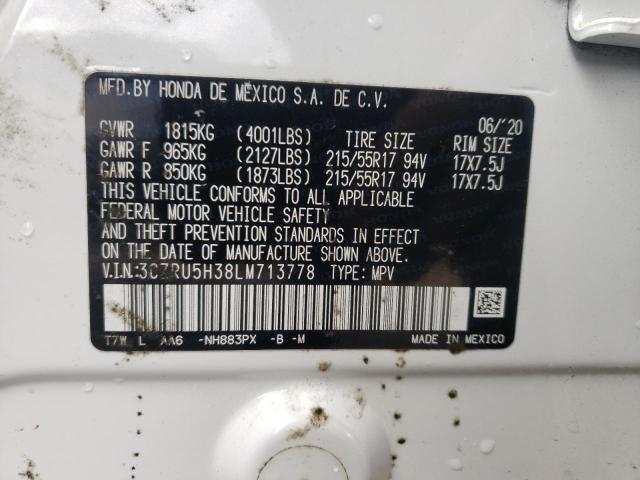 MFD.BY HONDA DE MEXICO S.A. DE C.V.
06/'20
GVWR 1815KG (4001LBS) TIRE SIZE RIM SIZE
GAWR F 965KG (2127LBS) 215/55R17 94V 17X7.5J
GAWR R 850KG (1873LBS) 215/55R17 94V 17X7.5J
THIS VEHICLE CONFORMS TO ALL APPLICABLE
FEDERAL MOTOR VEHICLE SAFETY
AND THEFT PREVENTION STANDARDS IN EFFECT
ON THE DATE OF MANUFACTURE SHOWN ABOVE.
V.I.N.:3CZRU5H38LM713778 TYPE: MPV
T7W L AA6 -NH883PX -B -M MADE IN MEXICO